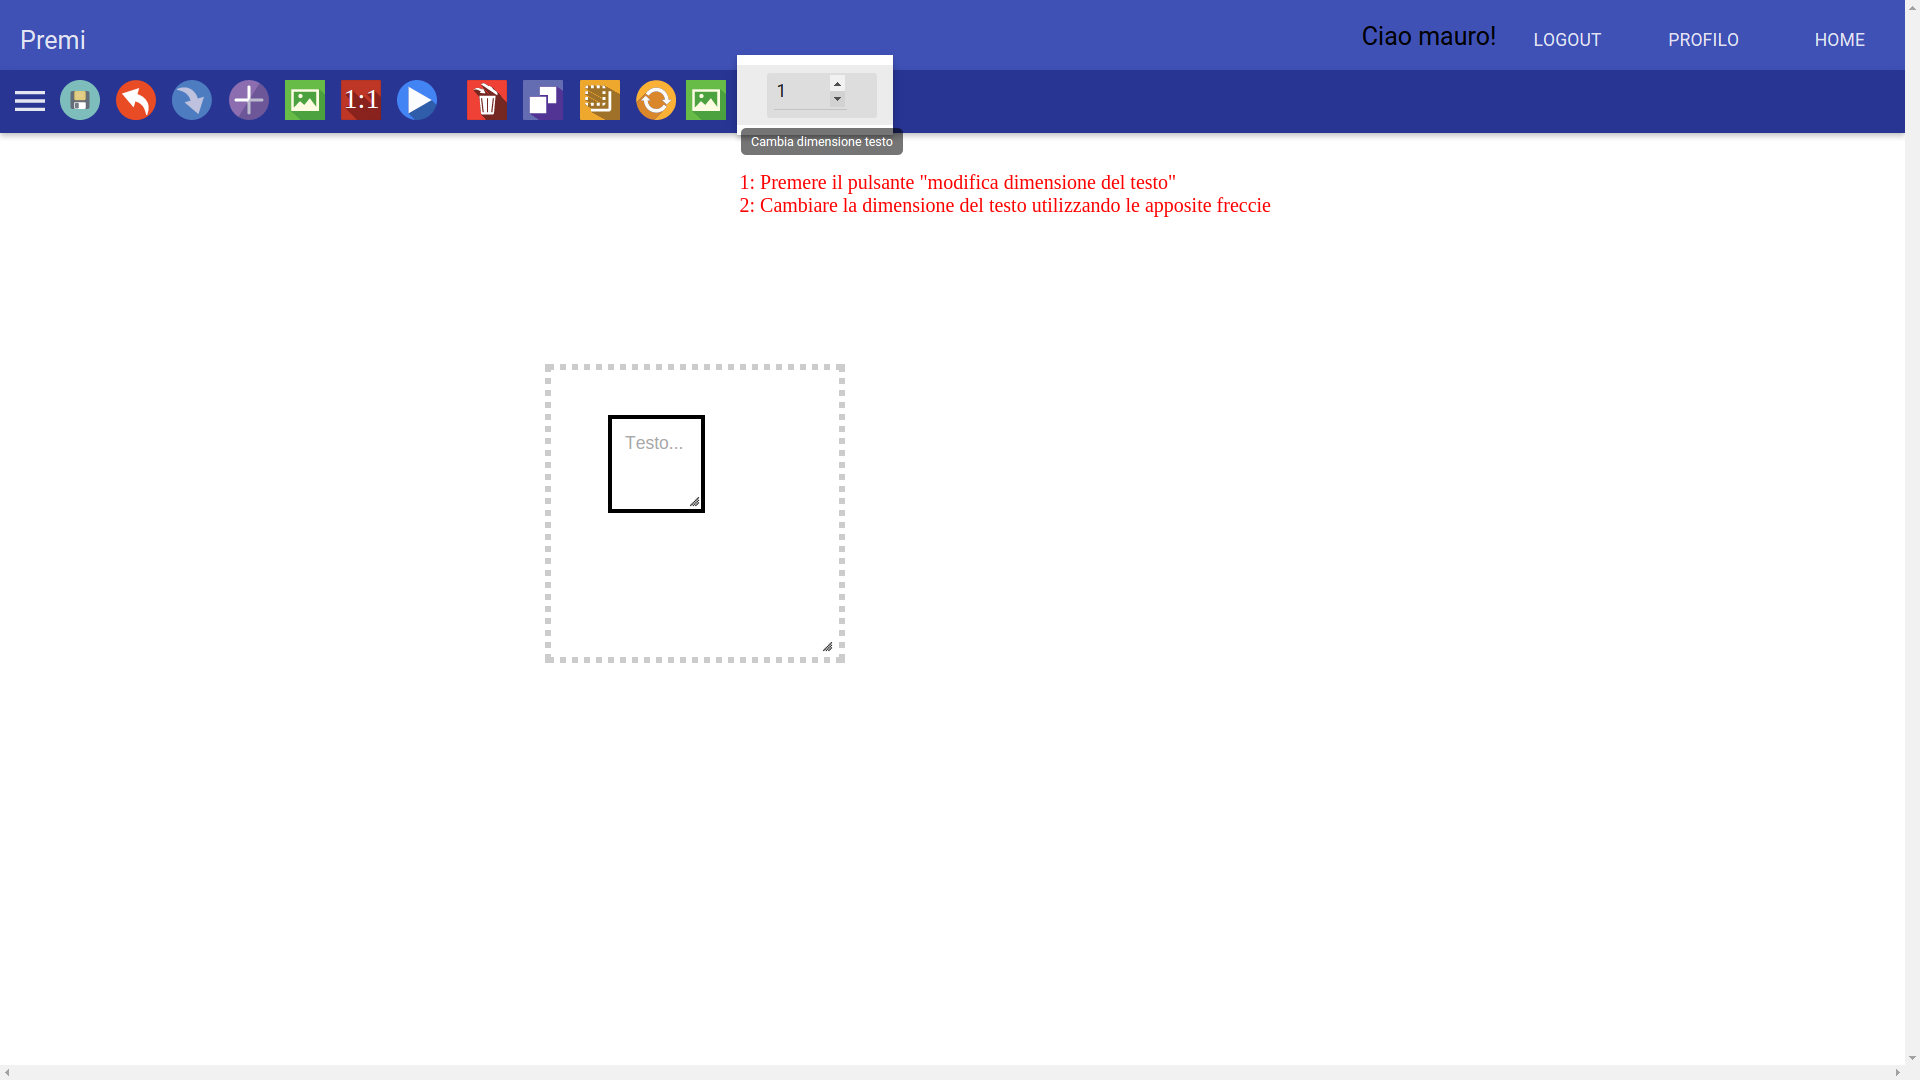 Premi
Ciao mauro!
LOGOUT
PROFILO
HOME
1:1
1
Cambia dimensione testo
1: Premere il pulsante "modifica dimensione del testo"
2: Cambiare la dimensione del testo utilizzando le apposite freccie
Testo...